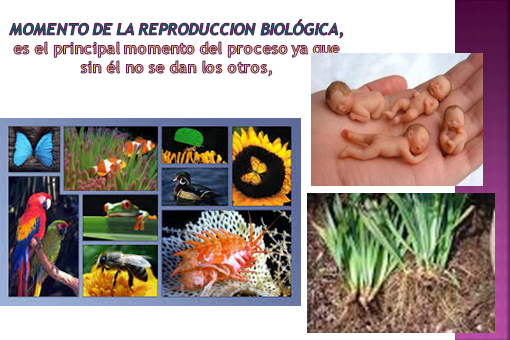 MOMENTO DE LA REPRODUCCION BIOLÓGICA,
es el principal momento del proceso ya que
sin él no se dan los otros,